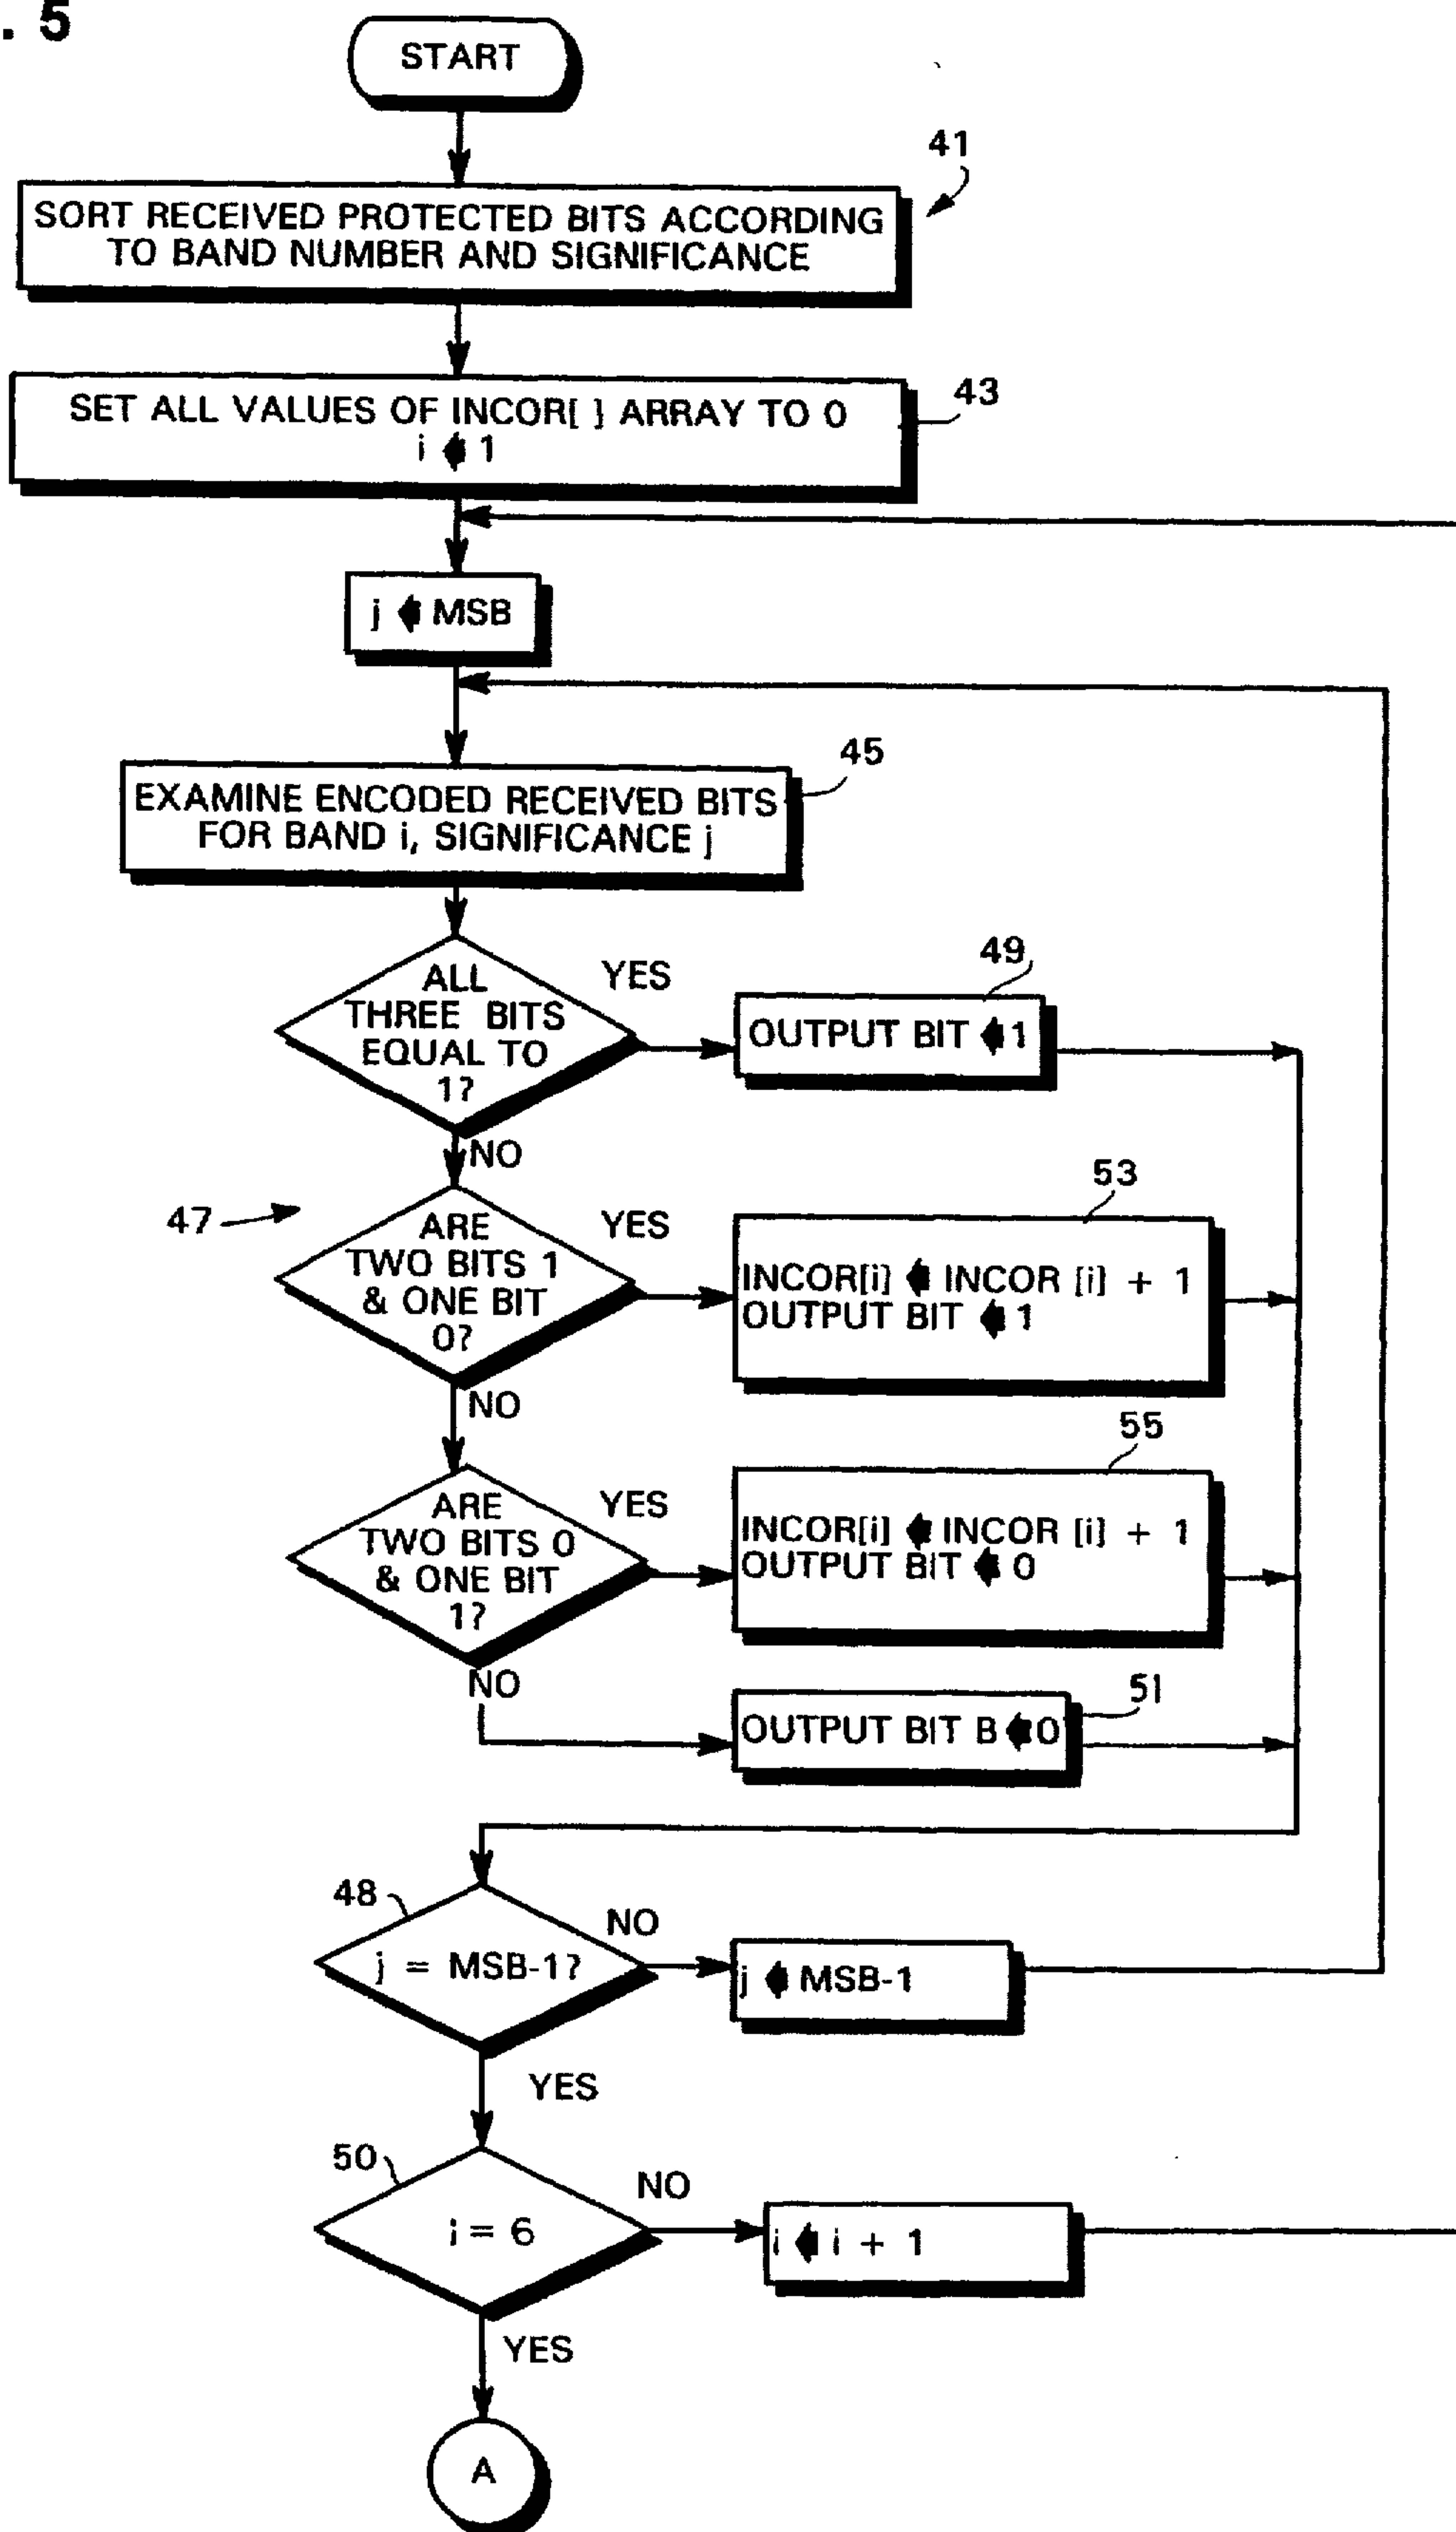 . 5
START
41
SORT RECEIVED PROTECTED BITS ACCORDING
TO BAND NUMBER AND SIGNIFICANCE
43
SET ALL VALUES OF INCOR[ ] ARRAY TO 0
i ← 1
j ← MSB
45
EXAMINE ENCODED RECEIVED BITS
FOR BAND i, SIGNIFICANCE j
ALL
THREE BITS
EQUAL TO
1?
YES
49
OUTPUT BIT ← 1
NO
47
ARE
TWO BITS 1
& ONE BIT
0?
YES
53
INCOR[i] ← INCOR [i] + 1
OUTPUT BIT ← 1
NO
ARE
TWO BITS 0
& ONE BIT
1?
YES
55
INCOR[i] ← INCOR [i] + 1
OUTPUT BIT ← 0
NO
51
OUTPUT BIT B ← 0
48
j = MSB-1?
NO
j ← MSB-1
YES
50
i = 6
NO
i ← i + 1
YES
A